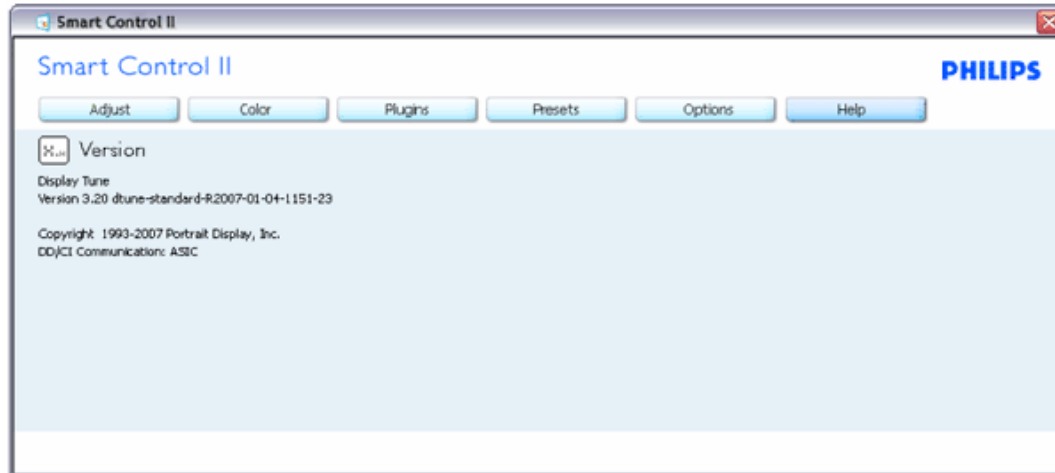 Smart Control II
Smart Control II
PHILIPS
Adjust Color Plugins Presets Options Help
Version
Display Tune
Version 3.20 dtune-standard-R2007-01-04-1151-23
Copyright 1993-2007 Portrait Display, Inc.
DD/CI Communication: ASIC